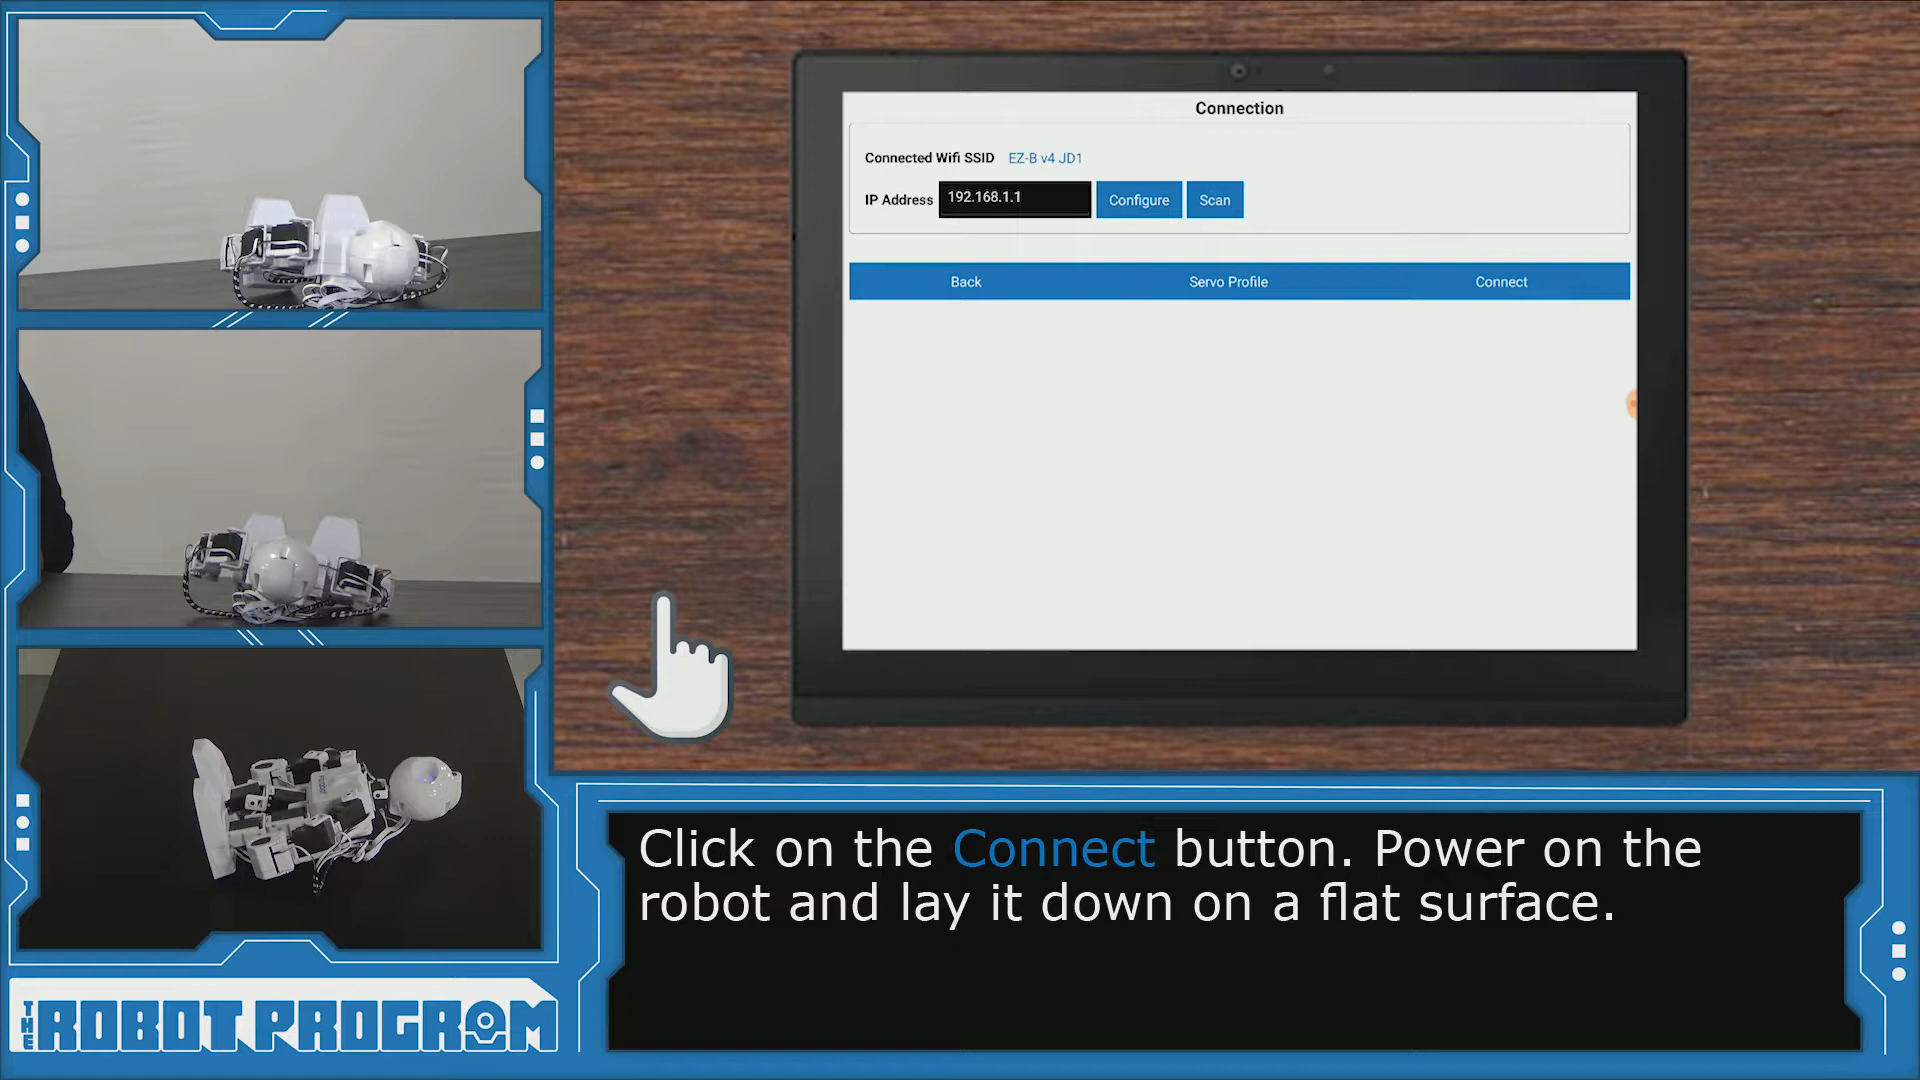 Connection
Connected Wifi SSID EZ-B v4 JD1
IP Address 192.168.1.1 Configure Scan
Back Servo Profile Connect
Click on the Connect button. Power on the
robot and lay it down on a flat surface.
THE ROBOT PROGRAM